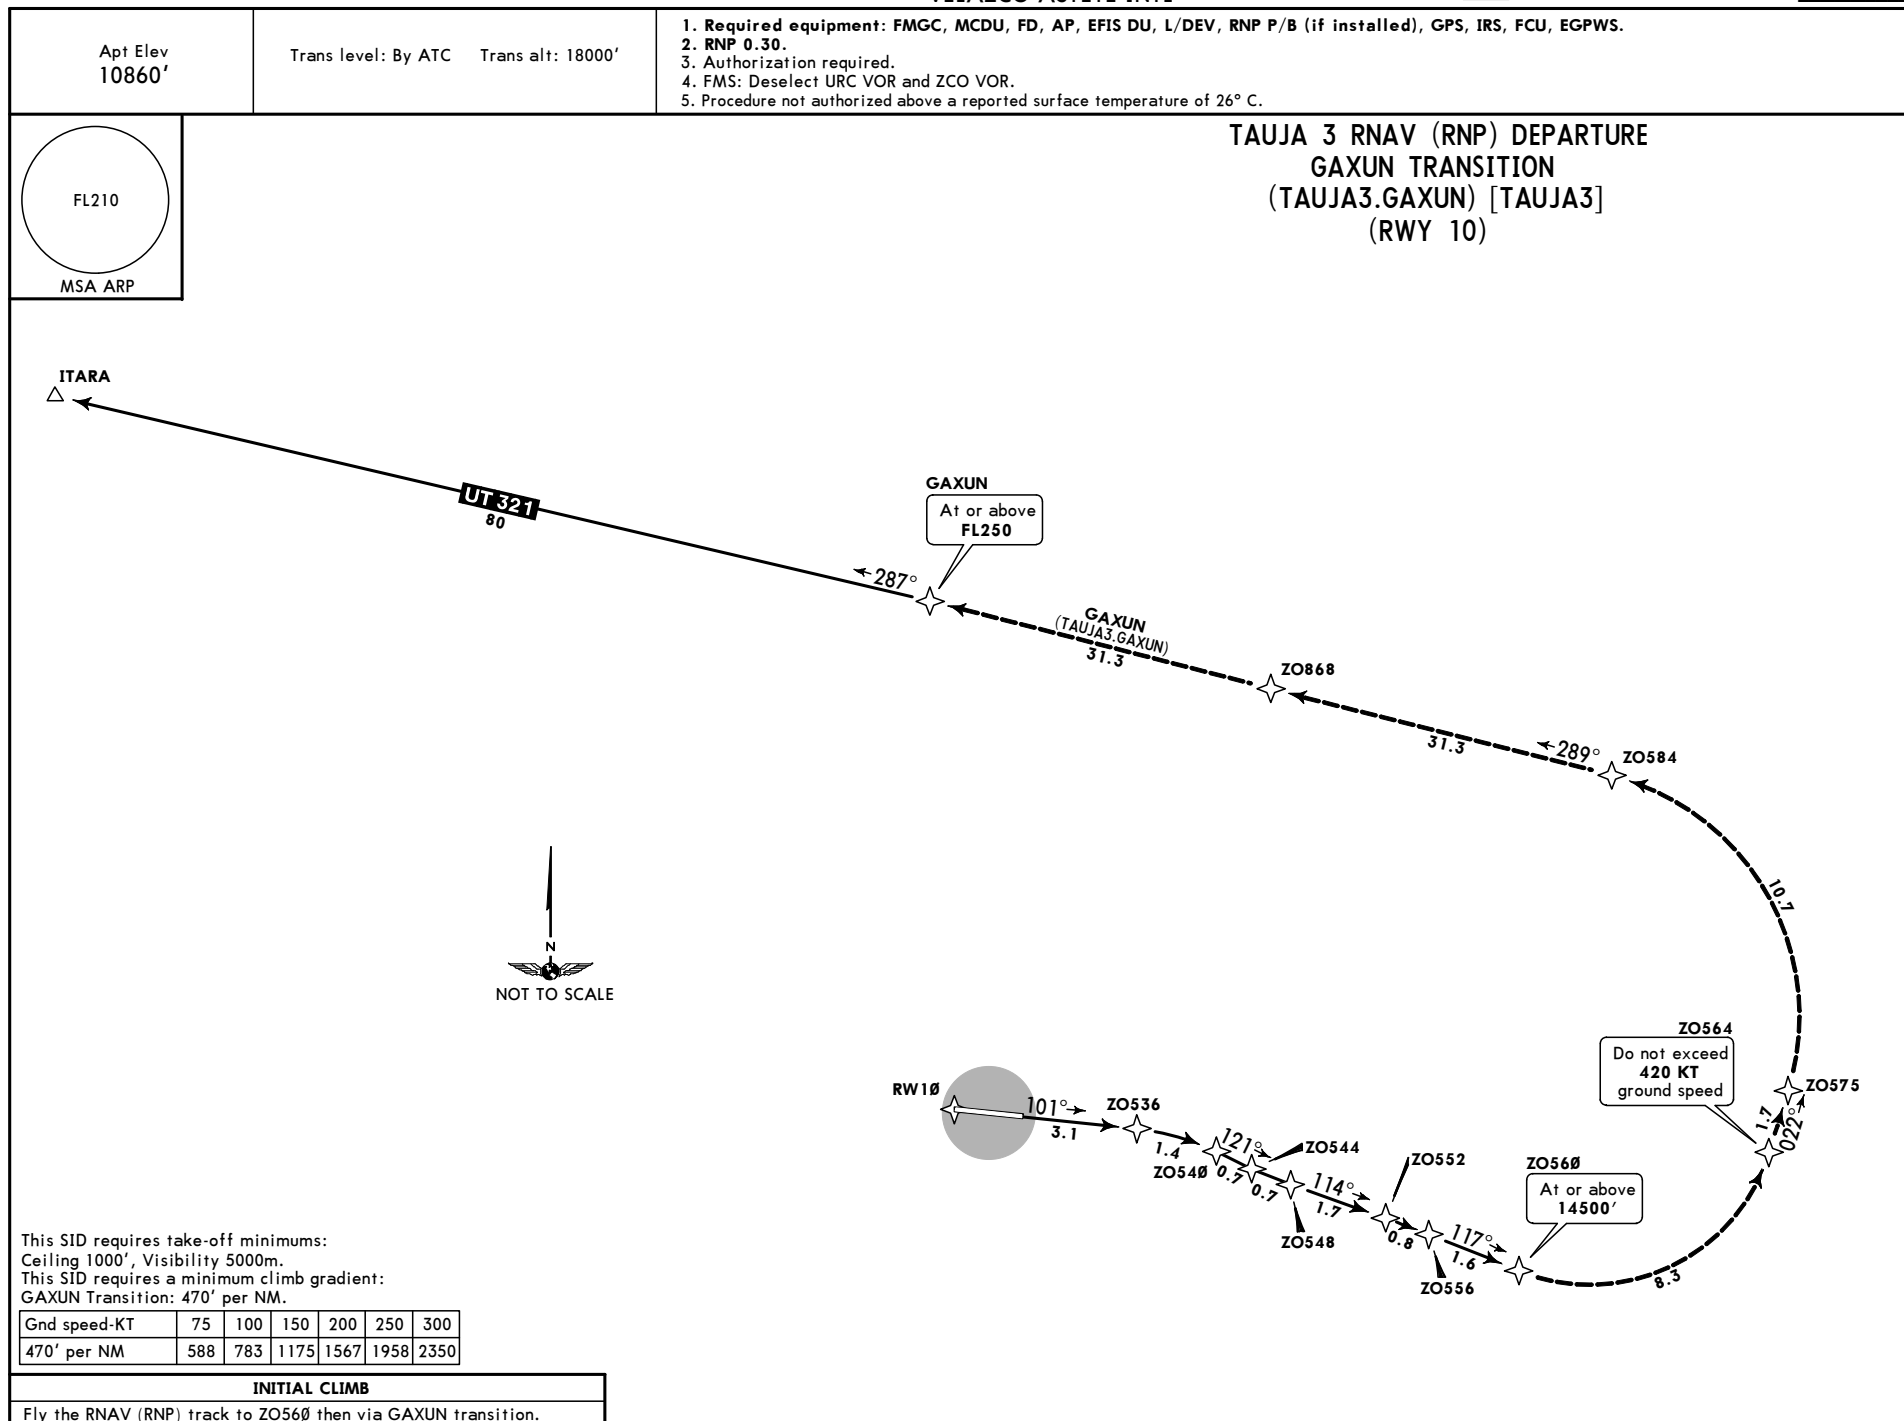 Apt Elev
10860'
Trans level: By ATC Trans alt: 18000'
1. Required equipment: FMGC, MCDU, FD, AP, EFIS DU, L/DEV, RNP P/B (if installed), GPS, IRS, FCU, EGPWS.
2. RNP 0.30.
3. Authorization required.
4. FMS: Deselect URC VOR and ZCO VOR.
5. Procedure not authorized above a reported surface temperature of 26° C.
FL210
MSA ARP
TAUJA 3 RNAV (RNP) DEPARTURE
GAXUN TRANSITION
(TAUJA3.GAXUN) [TAUJA3]
(RWY 10)
ITARA
UT 321
80
GAXUN
At or above
FL250
287°
GAXUN
(TAUJA3.GAXUN)
31.3
ZO868
31.3
289°
ZO584
10.7
N
NOT TO SCALE
ZO564
Do not exceed
420 KT
ground speed
ZO575
1.7
022°
RW1Ø
101°
3.1
ZO536
1.4
ZO54Ø
121°
0.7
ZO544
0.7
ZO548
114°
1.7
ZO552
0.8
ZO556
117°
1.6
ZO56Ø
At or above
14500'
8.3
This SID requires take-off minimums:
Ceiling 1000', Visibility 5000m.
This SID requires a minimum climb gradient:
GAXUN Transition: 470' per NM.
Gnd speed-KT 75 100 150 200 250 300
470' per NM 588 783 1175 1567 1958 2350
INITIAL CLIMB
Fly the RNAV (RNP) track to ZO56Ø then via GAXUN transition.